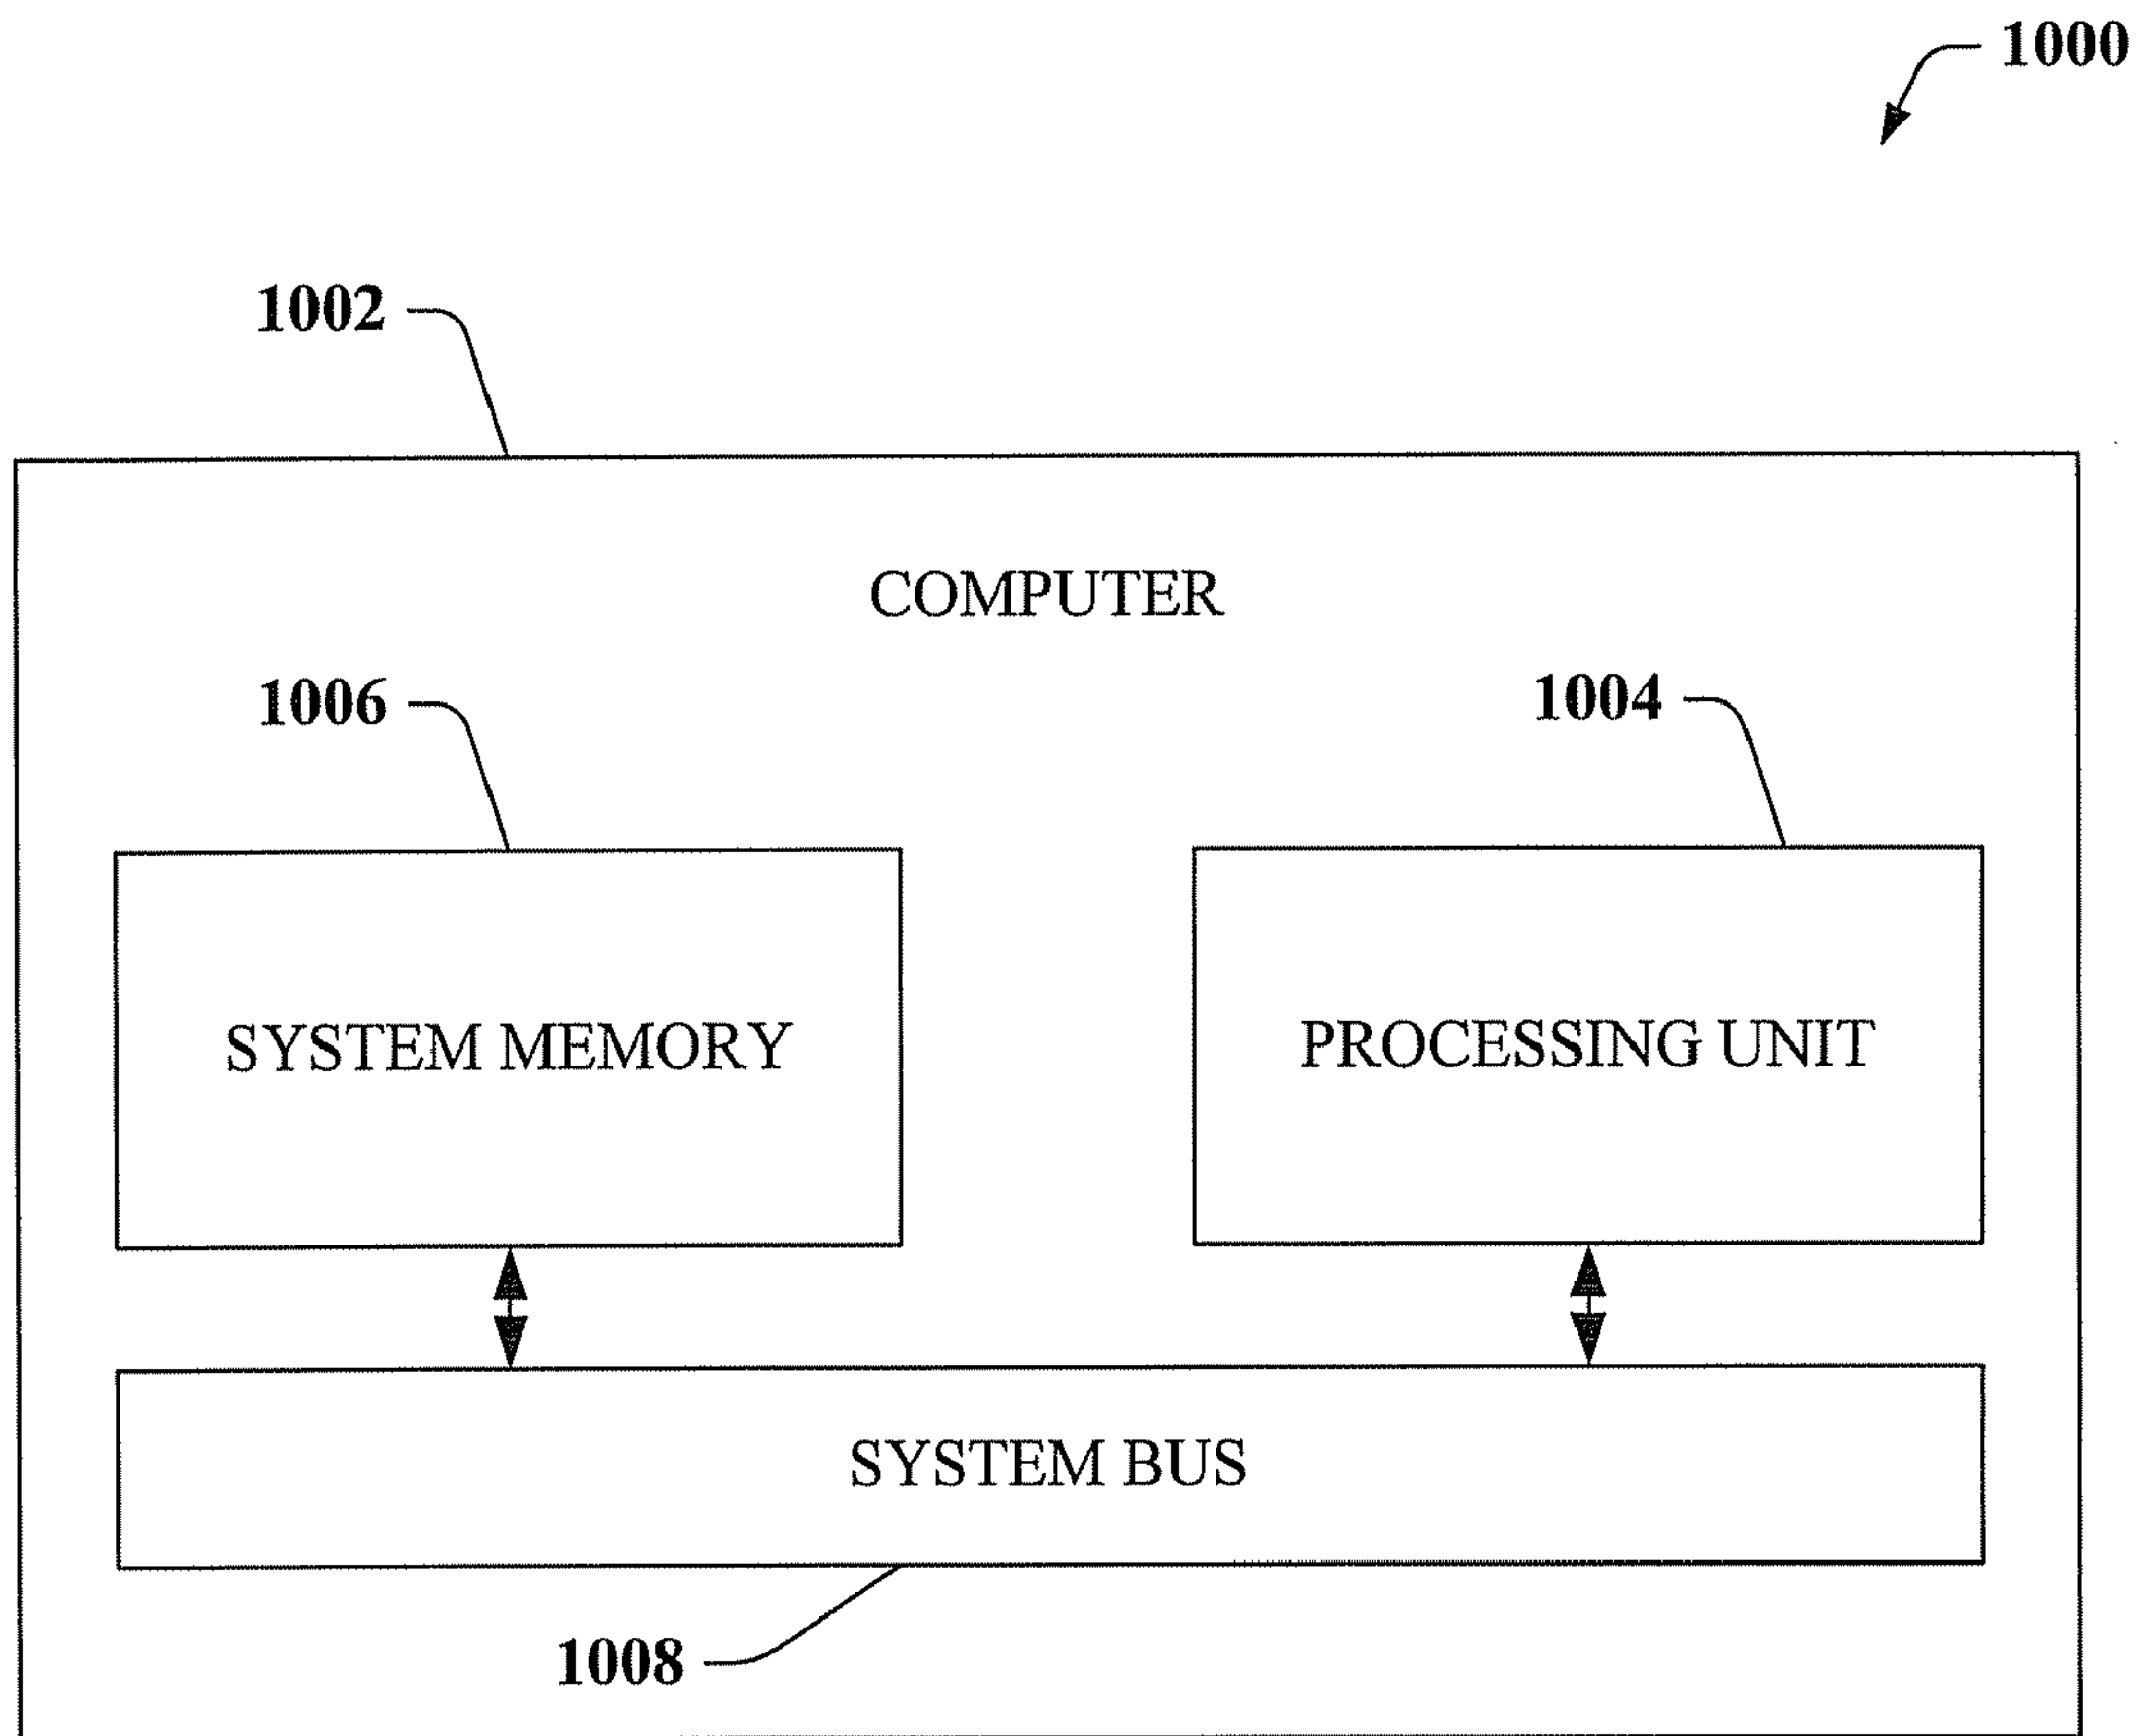 1000
1002
COMPUTER
1006
1004
SYSTEM MEMORY
PROCESSING UNIT
SYSTEM BUS
1008